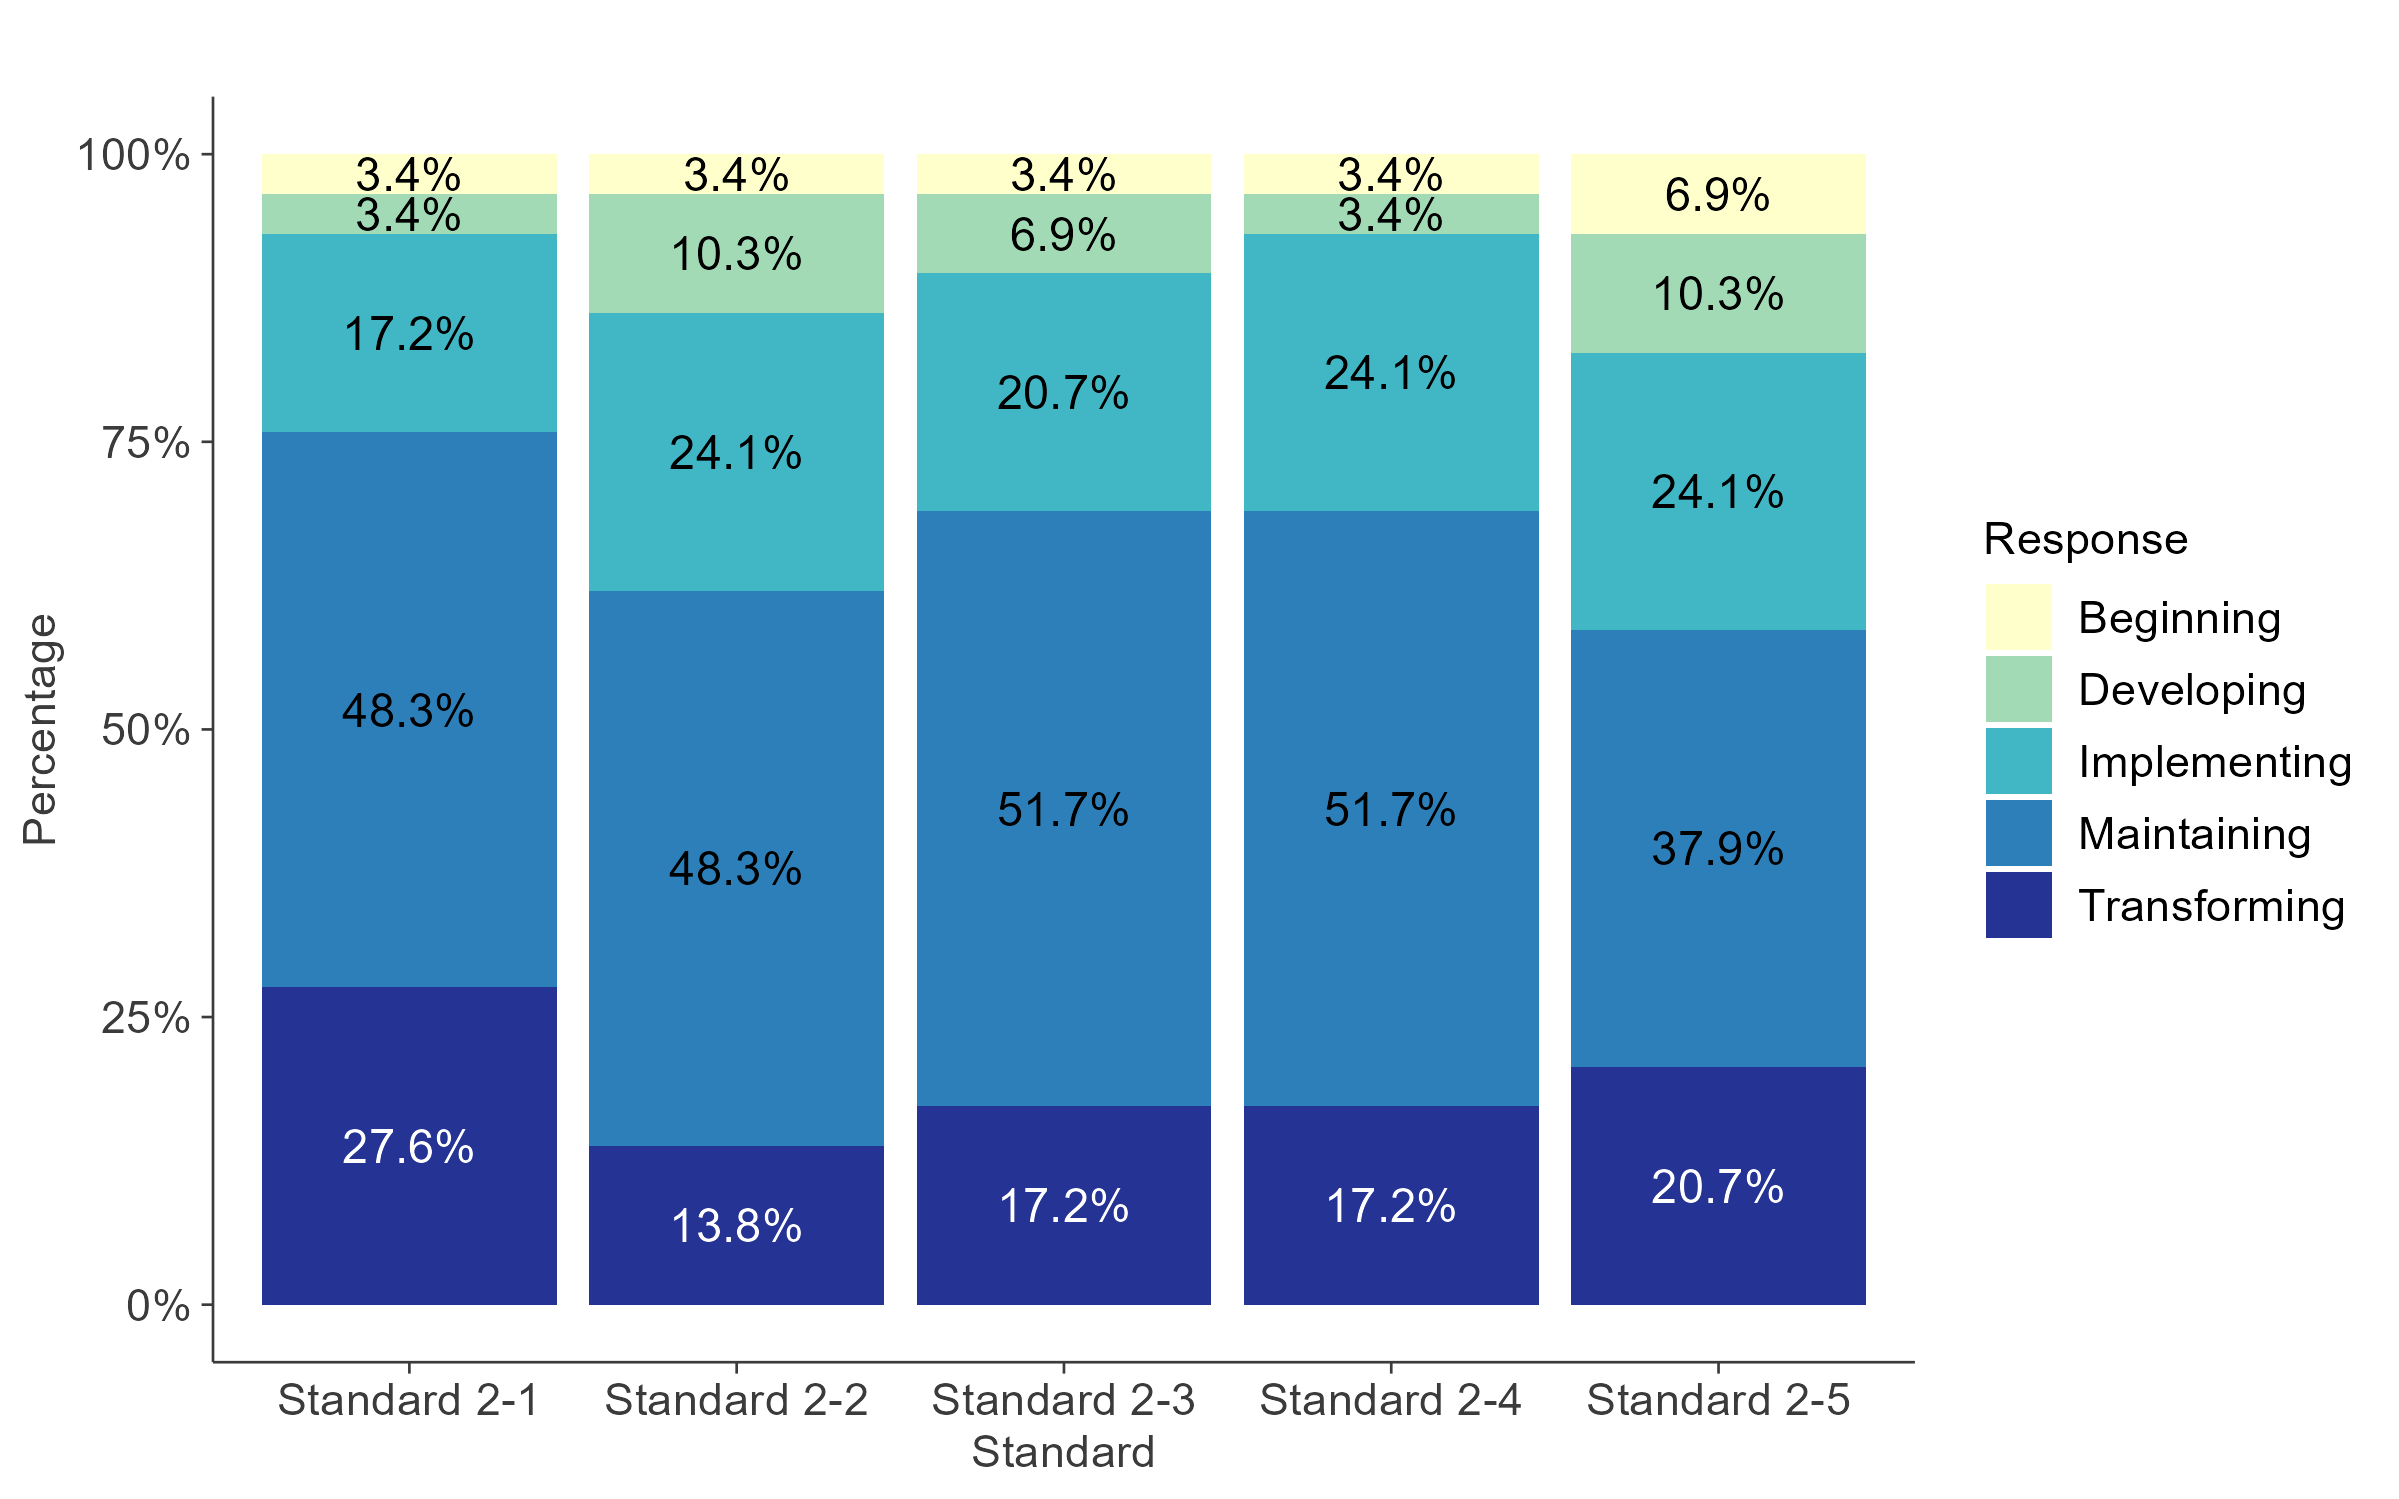 100%
75%
50%
25%
0%
Percentage
3.4%
3.4%
17.2%
48.3%
27.6%
3.4%
10.3%
24.1%
48.3%
13.8%
3.4%
6.9%
20.7%
51.7%
17.2%
3.4%
3.4%
24.1%
51.7%
17.2%
6.9%
10.3%
24.1%
37.9%
20.7%
Standard 2-1
Standard 2-2
Standard 2-3
Standard 2-4
Standard 2-5
Standard
Response
Beginning
Developing
Implementing
Maintaining
Transforming